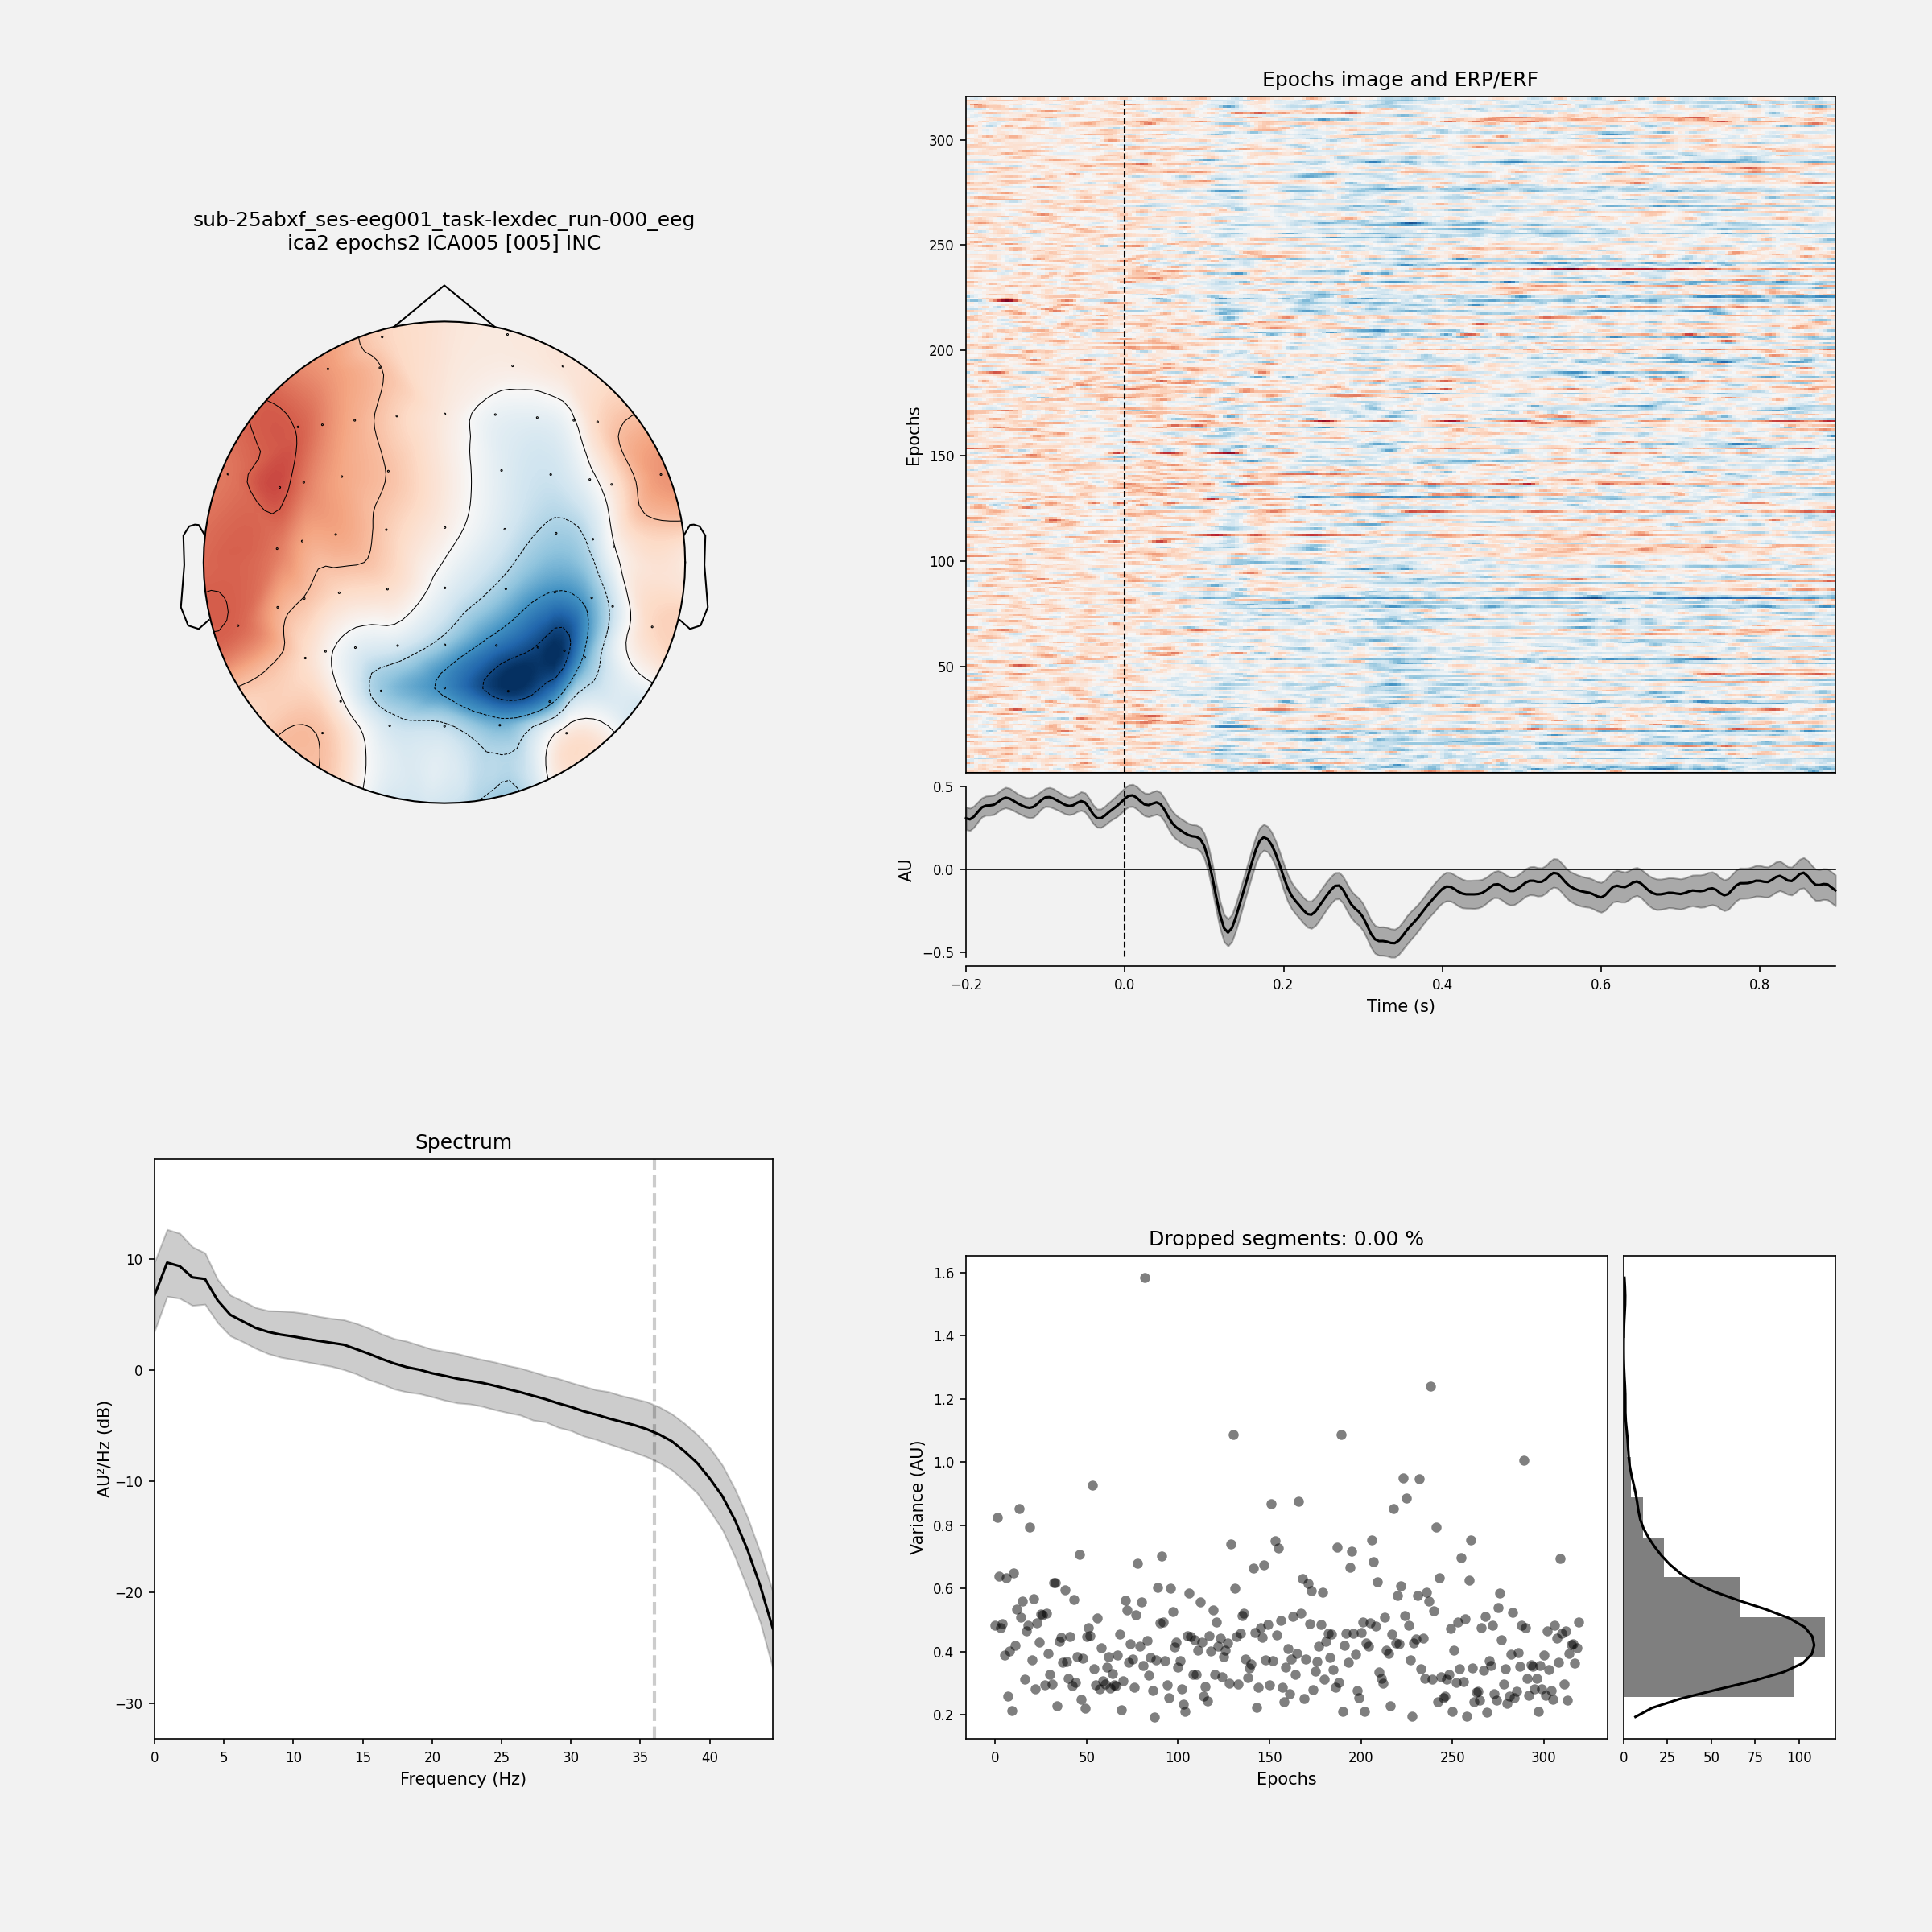 sub-25abxf_ses-eeg001_task-lexdec_run-000_eeg
ica2 epochs2 ICA005 [005] INC
Epochs image and ERP/ERF
Epochs
300
250
200
150
100
50
AU
0.5
0.0
−0.5
−0.2 0.0 0.2 0.4 0.6 0.8
Time (s)
Spectrum
AU²/Hz (dB)
10
0
−10
−20
−30
0 5 10 15 20 25 30 35 40
Frequency (Hz)
Dropped segments: 0.00 %
Variance (AU)
1.6
1.4
1.2
1.0
0.8
0.6
0.4
0.2
0 50 100 150 200 250 300
Epochs
0 25 50 75 100